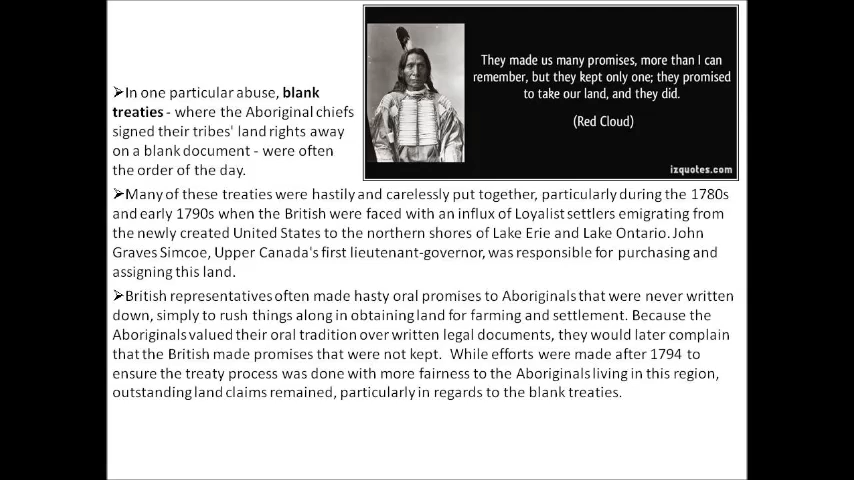 They made us many promises, more than I can
remember, but they kept only one; they promised
to take our land, and they did.
(Red Cloud)
izquotes.com
➢In one particular abuse, blank
treaties - where the Aboriginal chiefs
signed their tribes' land rights away
on a blank document - were often
the order of the day.
➢Many of these treaties were hastily and carelessly put together, particularly during the 1780s
and early 1790s when the British were faced with an influx of Loyalist settlers emigrating from
the newly created United States to the northern shores of Lake Erie and Lake Ontario. John
Graves Simcoe, Upper Canada's first lieutenant-governor, was responsible for purchasing and
assigning this land.
➢British representatives often made hasty oral promises to Aboriginals that were never written
down, simply to rush things along in obtaining land for farming and settlement. Because the
Aboriginals valued their oral tradition over written legal documents, they would later complain
that the British made promises that were not kept. While efforts were made after 1794 to
ensure the treaty process was done with more fairness to the Aboriginals living in this region,
outstanding land claims remained, particularly in regards to the blank treaties.